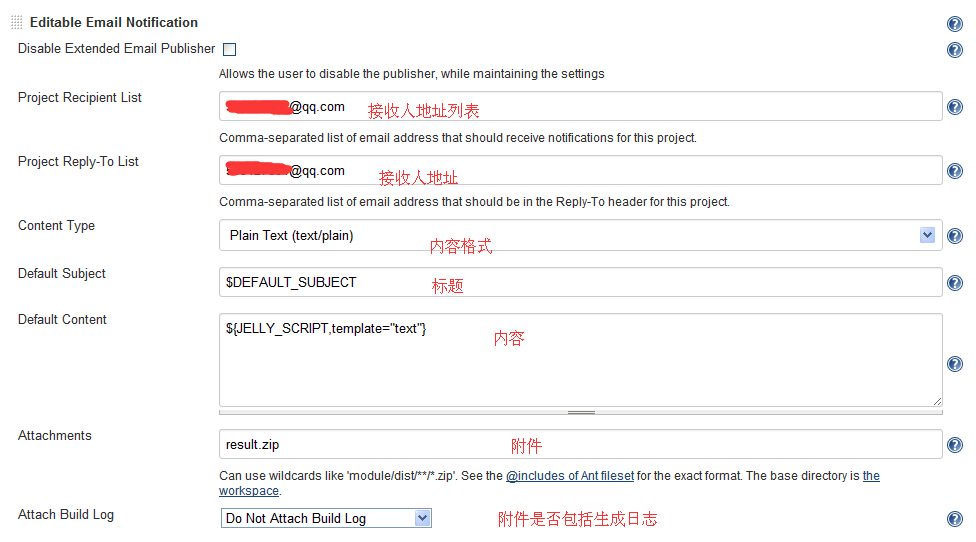 Editable Email Notification
Disable Extended Email Publisher
Allows the user to disable the publisher, while maintaining the settings
Project Recipient List
@qq.com 接收人地址列表
Comma-separated list of email address that should receive notifications for this project.
Project Reply-To List
@qq.com 接收人地址
Comma-separated list of email address that should be in the Reply-To header for this project.
Content Type
Plain Text (text/plain) 内容格式
Default Subject
$DEFAULT_SUBJECT 标题
Default Content
${JELLY_SCRIPT,template="text"} 内容
Attachments
result.zip 附件
Can use wildcards like 'module/dist/**/*.zip'. See the @includes of Ant fileset for the exact format. The base directory is the
workspace.
Attach Build Log
Do Not Attach Build Log 附件是否包括生成日志